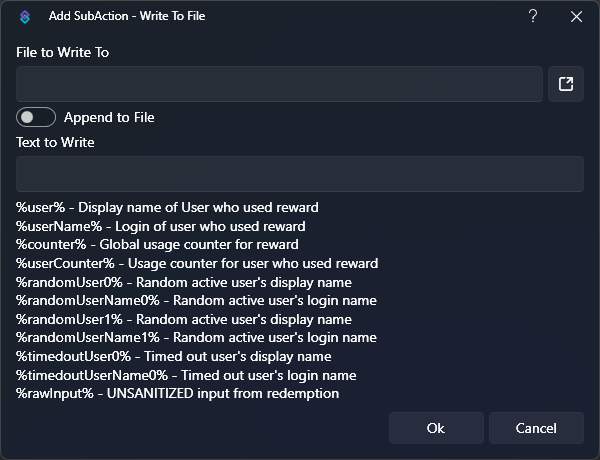 Add SubAction - Write To File
File to Write To
Append to File
Text to Write
%user% - Display name of User who used reward
%userName% - Login of user who used reward
%counter% - Global usage counter for reward
%userCounter% - Usage counter for user who used reward
%randomUser0% - Random active user's display name
%randomUserName0% - Random active user's login name
%randomUser1% - Random active user's display name
%randomUserName1% - Random active user's login name
%timedoutUser0% - Timed out user's display name
%timedoutUserName0% - Timed out user's login name
%rawInput% - UNSANITIZED input from redemption
Ok Cancel